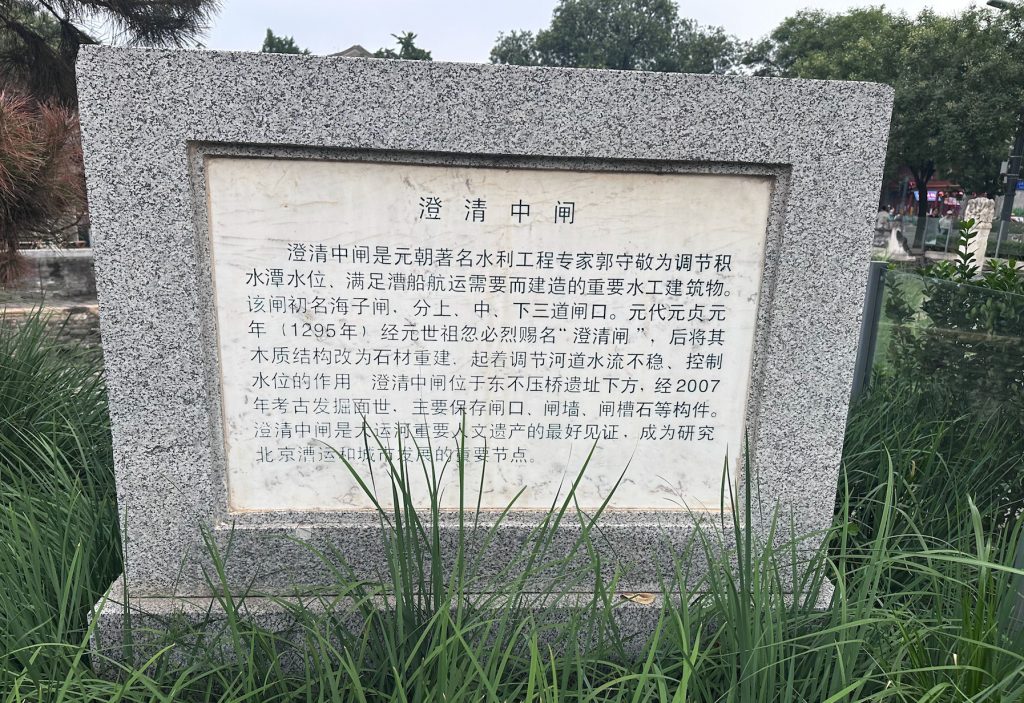 澄清中闸
澄清中闸是元朝著名水利工程专家郭守敬为调节积
水潭水位、满足漕船航运需要而建造的重要水工建筑物。
该闸初名海子闸，分上、中、下三道闸口。元代元贞元
年（1295年）经元世祖忽必烈赐名“澄清闸”，后将其
木质结构改为石材重建，起着调节河道水流不稳、控制
水位的作用 澄清中闸位于东不压桥遗址下方，经2007
年考古发掘面世，主要保存闸口、闸墙、闸槽石等构件。
澄清中闸是大运河重要人文遗产的最好见证，成为研究
北京漕运和城市发展的重要节点。